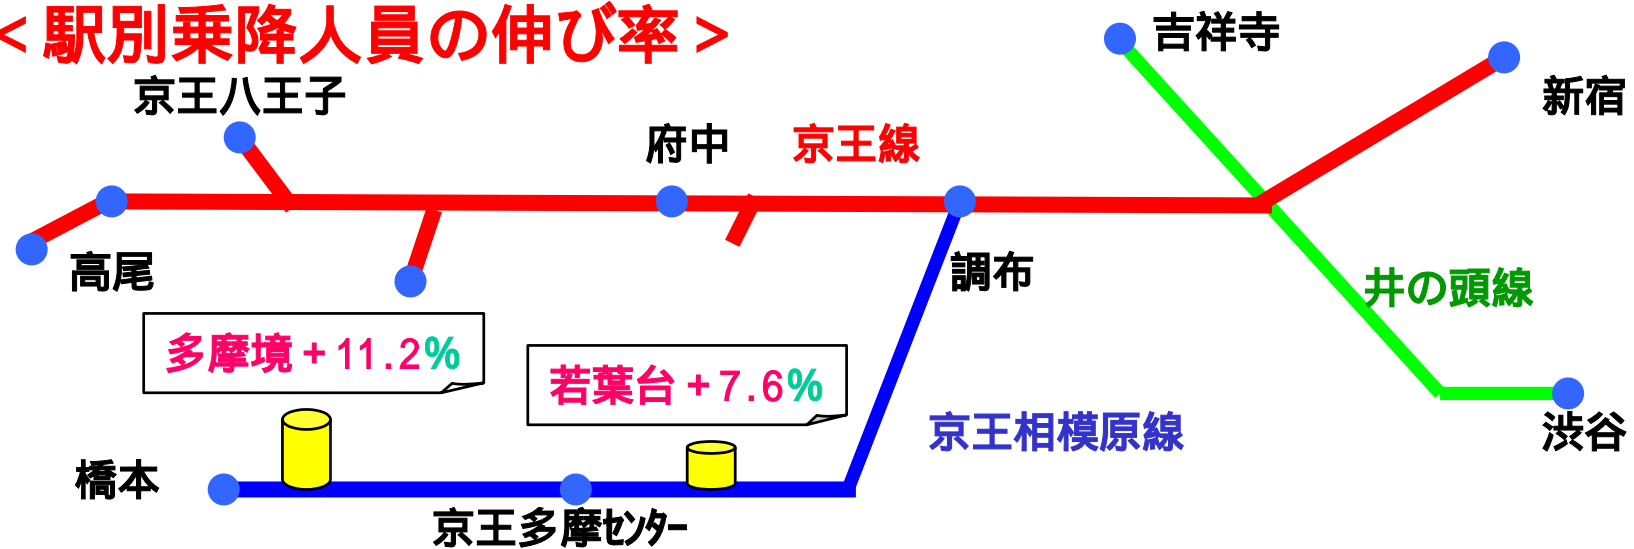 <駅別乗降人員の伸び率>
吉祥寺
新宿
京王八王子
府中
京王線
高尾
調布
井の頭線
多摩境+11.2%
若葉台+7.6%
京王相模原線
渋谷
橋本
京王多摩ｾﾝﾀｰ